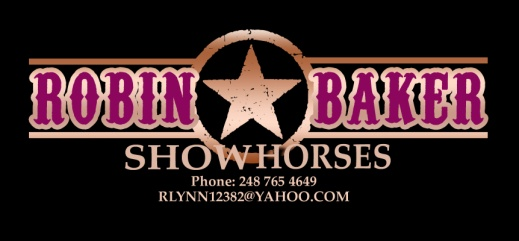 ROBIN BAKER
SHOWHORSES
Phone: 248 765 4649
RLYNN12382@YAHOO.COM